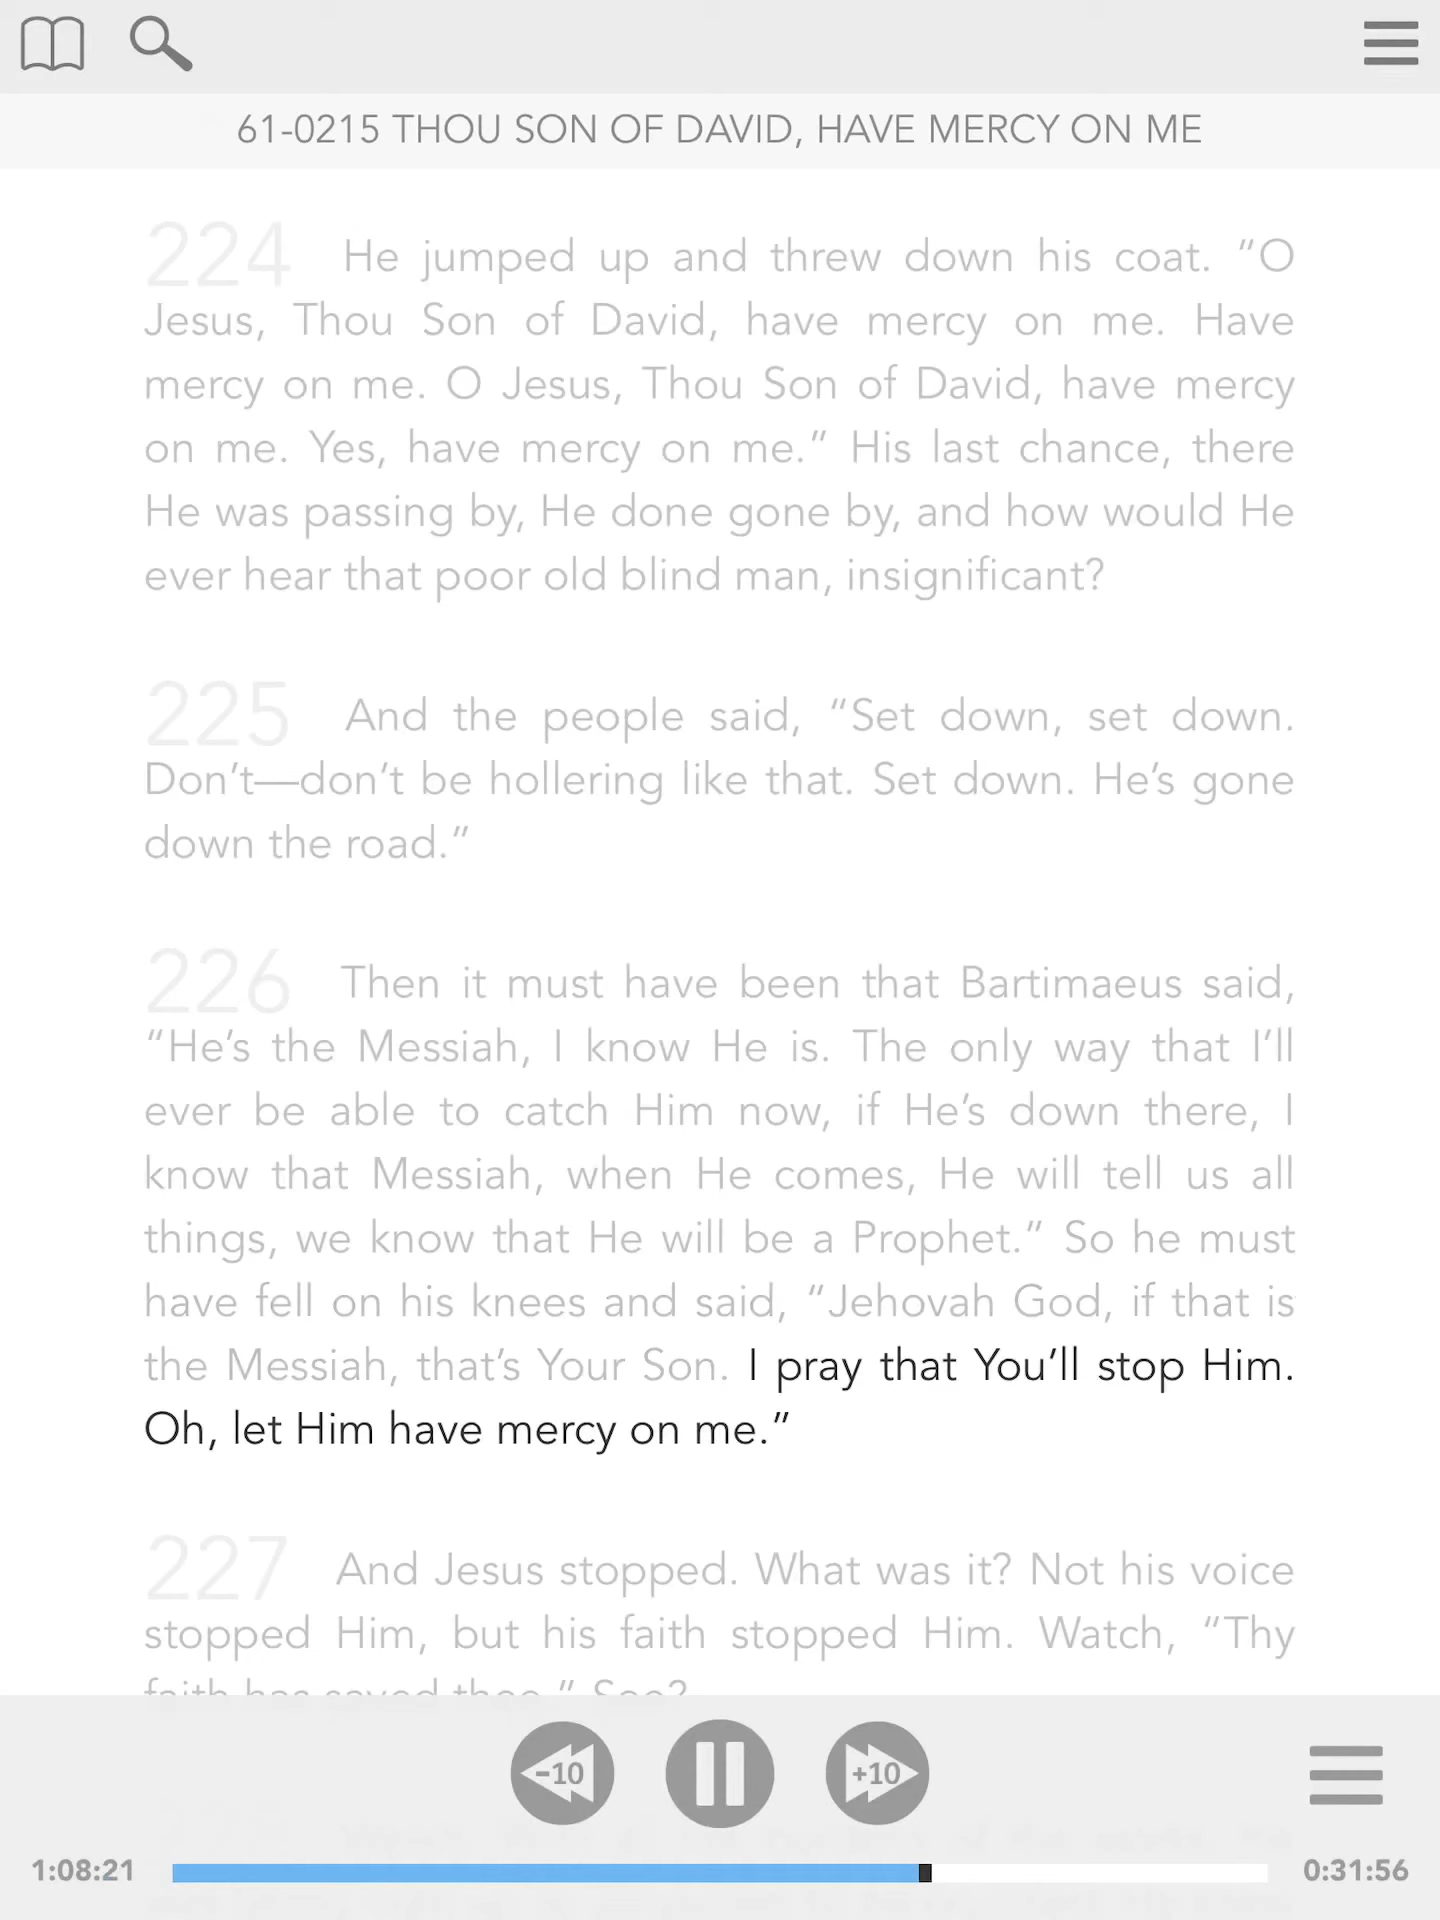 61-0215 THOU SON OF DAVID, HAVE MERCY ON ME
224 He jumped up and threw down his coat. “O
Jesus, Thou Son of David, have mercy on me. Have
mercy on me. O Jesus, Thou Son of David, have mercy
on me. Yes, have mercy on me.” His last chance, there
He was passing by, He done gone by, and how would He
ever hear that poor old blind man, insignificant?
225 And the people said, “Set down, set down.
Don’t—don’t be hollering like that. Set down. He’s gone
down the road.”
226 Then it must have been that Bartimaeus said,
“He’s the Messiah, I know He is. The only way that I’ll
ever be able to catch Him now, if He’s down there, I
know that Messiah, when He comes, He will tell us all
things, we know that He will be a Prophet.” So he must
have fell on his knees and said, “Jehovah God, if that is
the Messiah, that’s Your Son. I pray that You’ll stop Him.
Oh, let Him have mercy on me.”
227 And Jesus stopped. What was it? Not his voice
stopped Him, but his faith stopped Him. Watch, “Thy
faith has saved thee.” See?
-10 +10
1:08:21 0:31:56